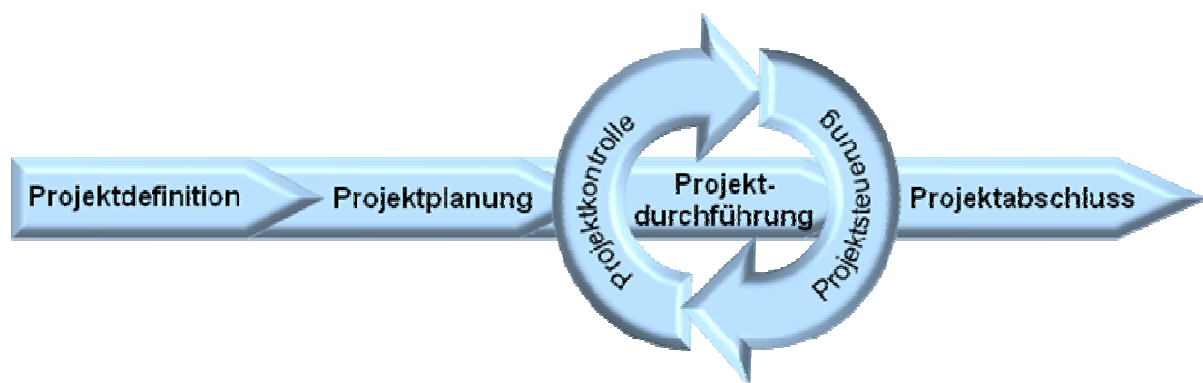 Projektdefinition
Projektplanung
Projektkontrolle
Projekt-
durchführung
Projektsteuerung
Projektabschluss